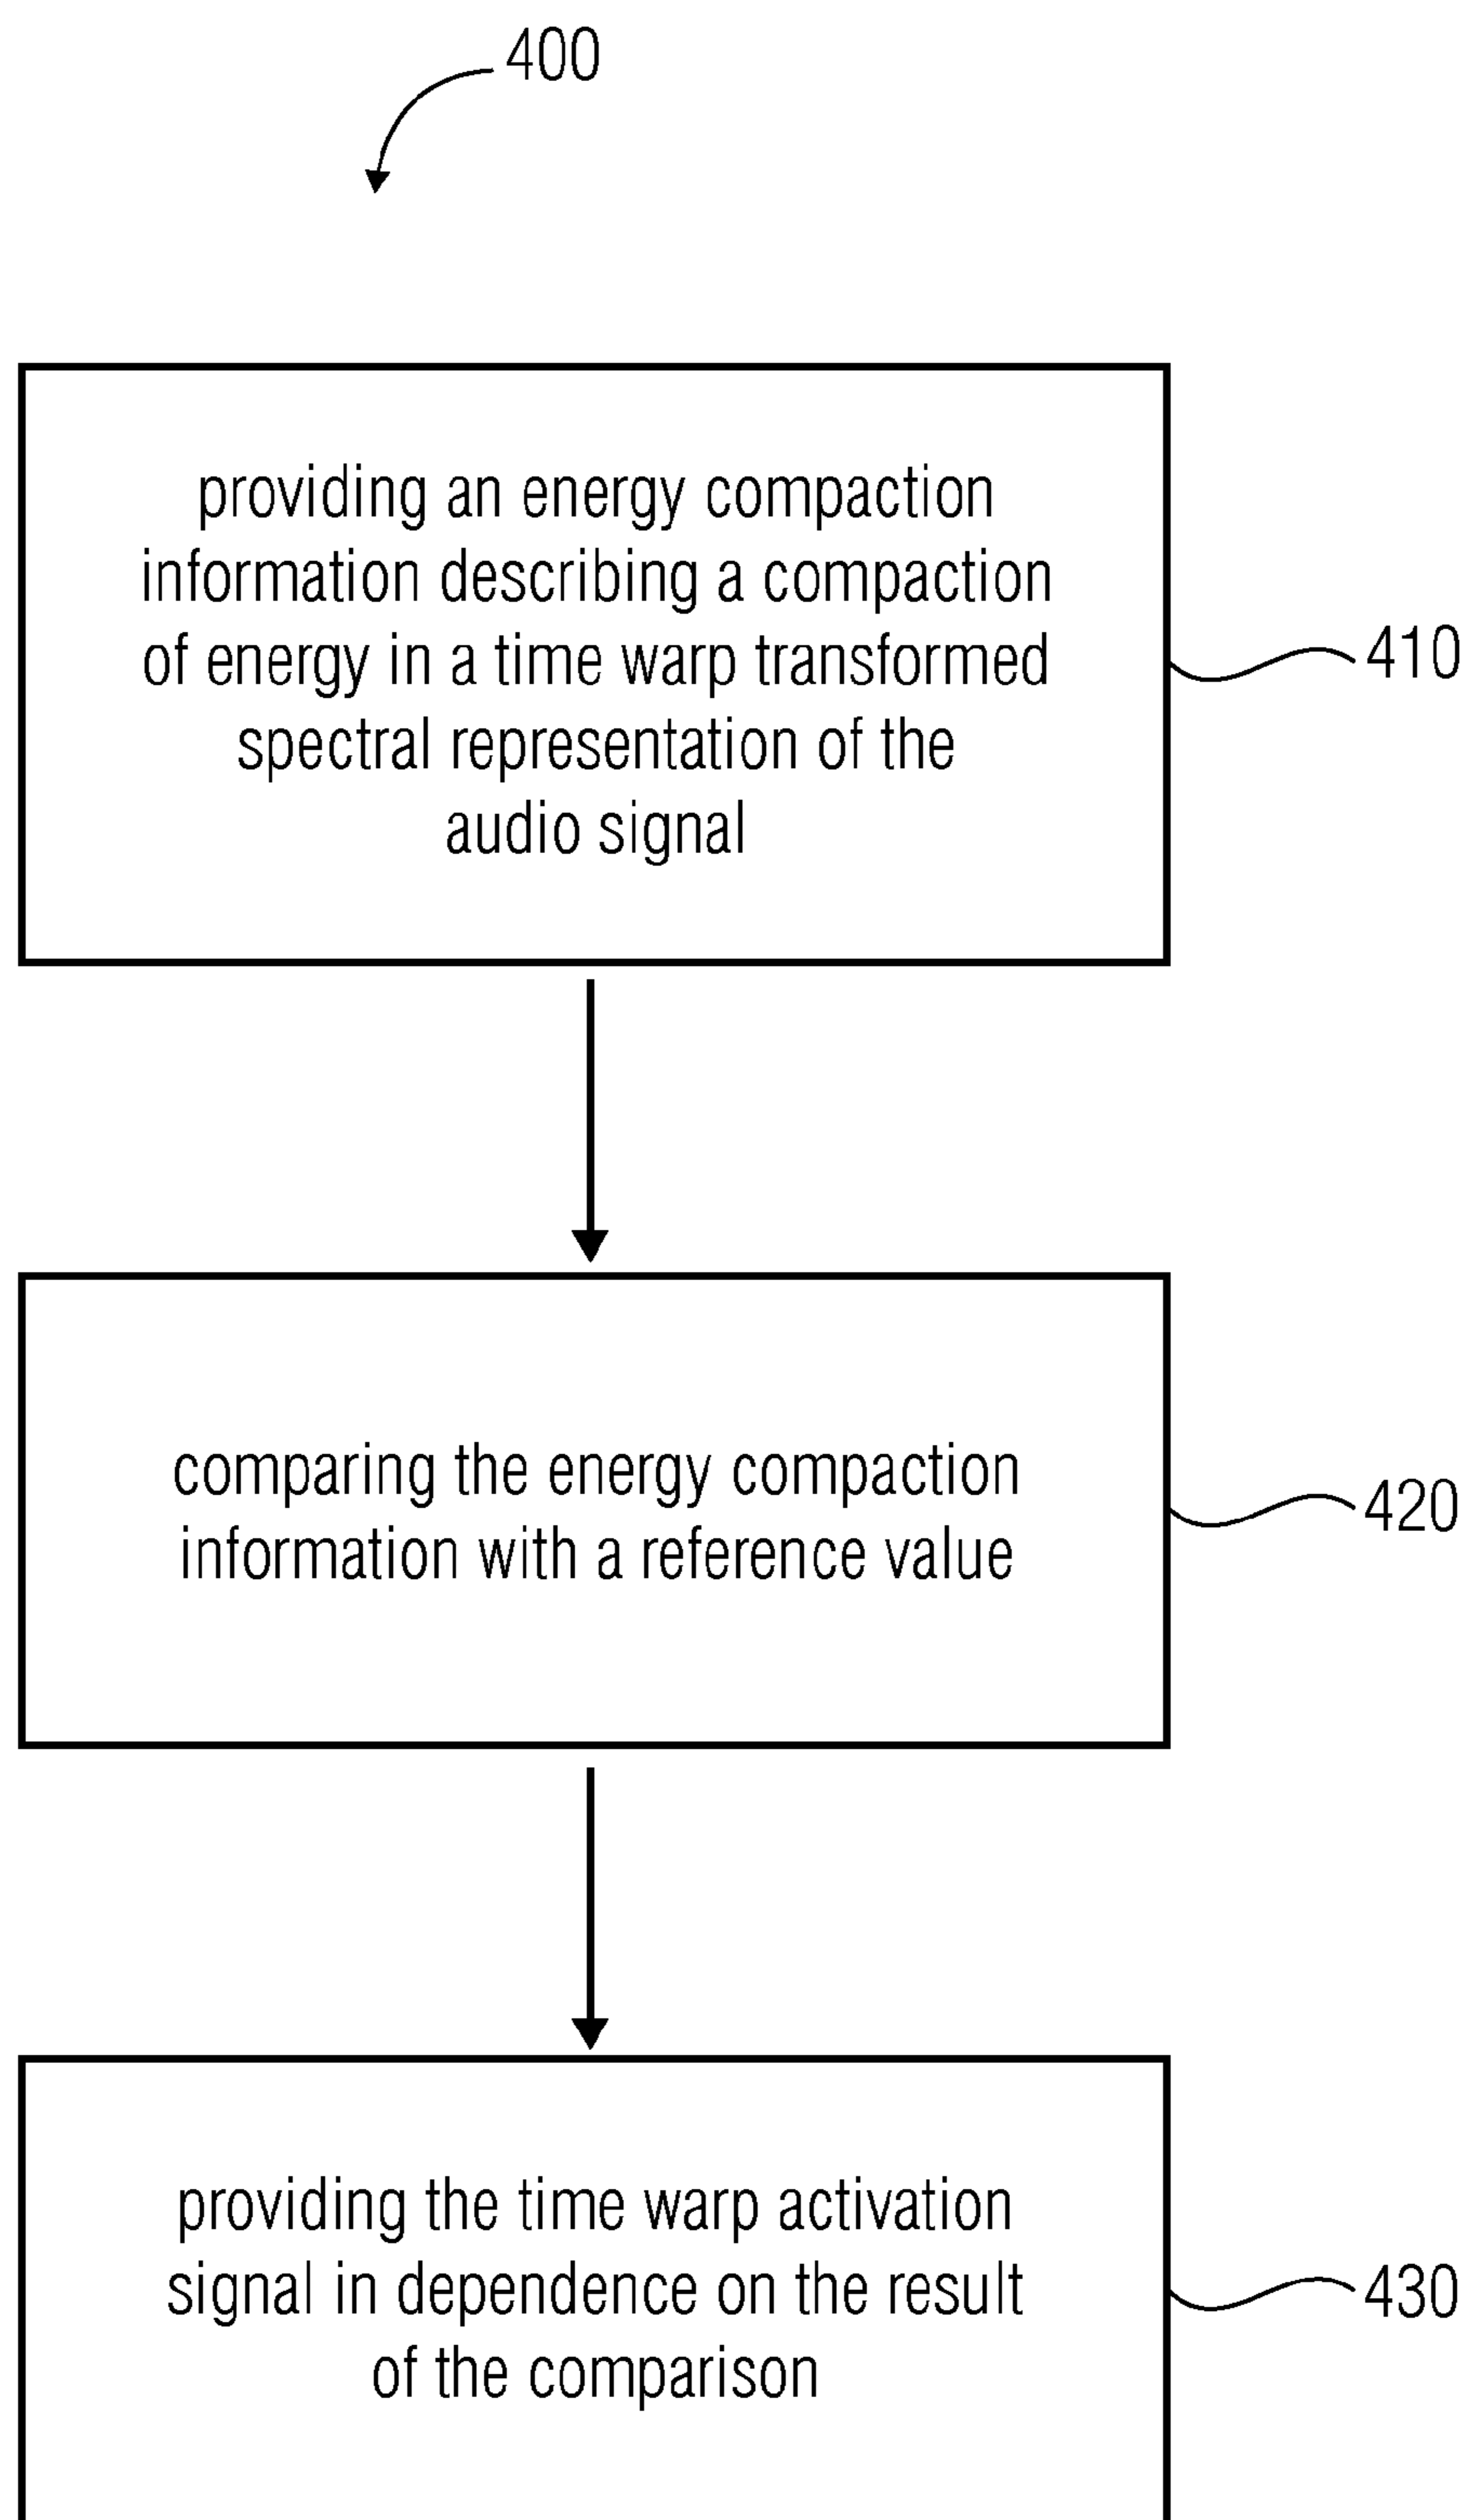 400
providing an energy compaction
information describing a compaction
of energy in a time warp transformed
spectral representation of the
audio signal
410
comparing the energy compaction
information with a reference value
420
providing the time warp activation
signal in dependence on the result
of the comparison
430